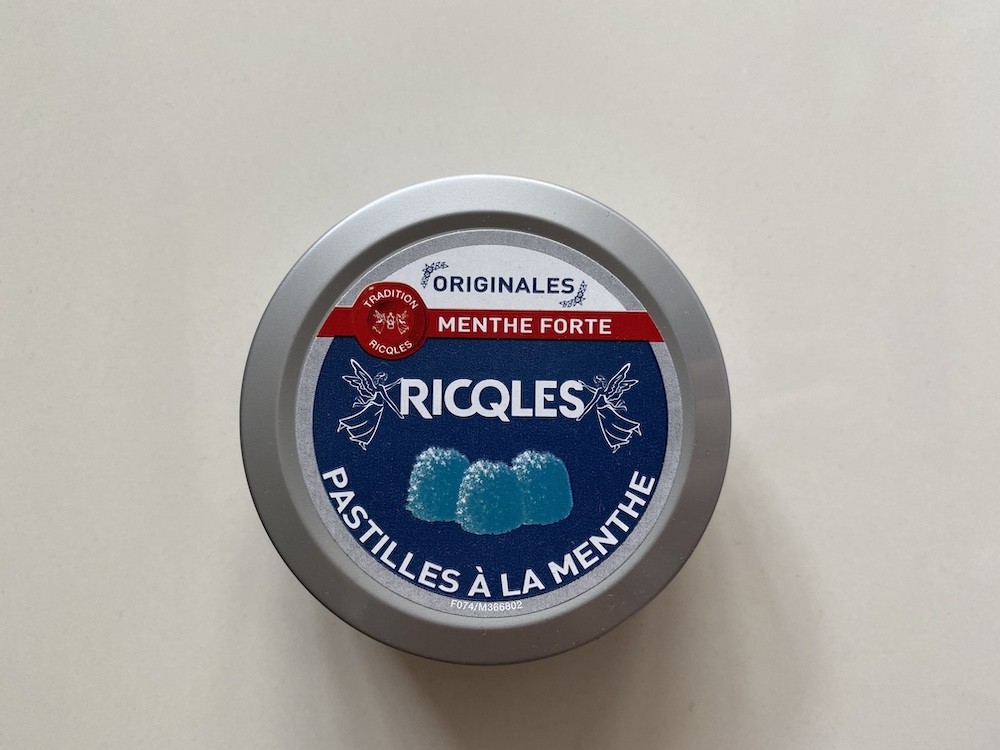 ORIGINALES
TRADITION
RICQLES
MENTHE FORTE
RICQLES
PASTILLES À LA MENTHE
F074/M366802